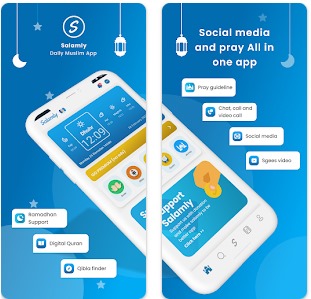 Salamly
Daily Muslim App
Salamly
Dhuhr
12:09
Support
Salamly
Click here >>
Ramadhan
Support
Digital Quran
Qibla finder
Social media
and pray All in
one app
Pray guideline
Chat, call and
video call
Social media
5gees video